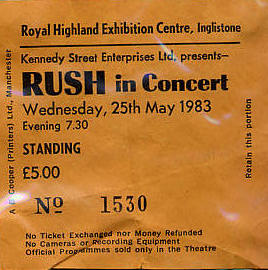 Royal Highland Exhibition Centre, Inglistone
Kennedy Street Enterprises Ltd, presents—
RUSH in Concert
Wednesday, 25th May 1983
Evening 7.30
STANDING
£5.00
Nº 1530
No Ticket Exchanged nor Money Refunded
No Cameras or Recording Equipment
Official Programmes sold only in the Theatre
Cooper (Printers) Ltd., Manchester
Retain this portion